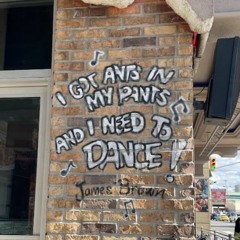 I GOT ANTS IN
MY PANTS
AND I NEED TO
DANCE!
James Brown